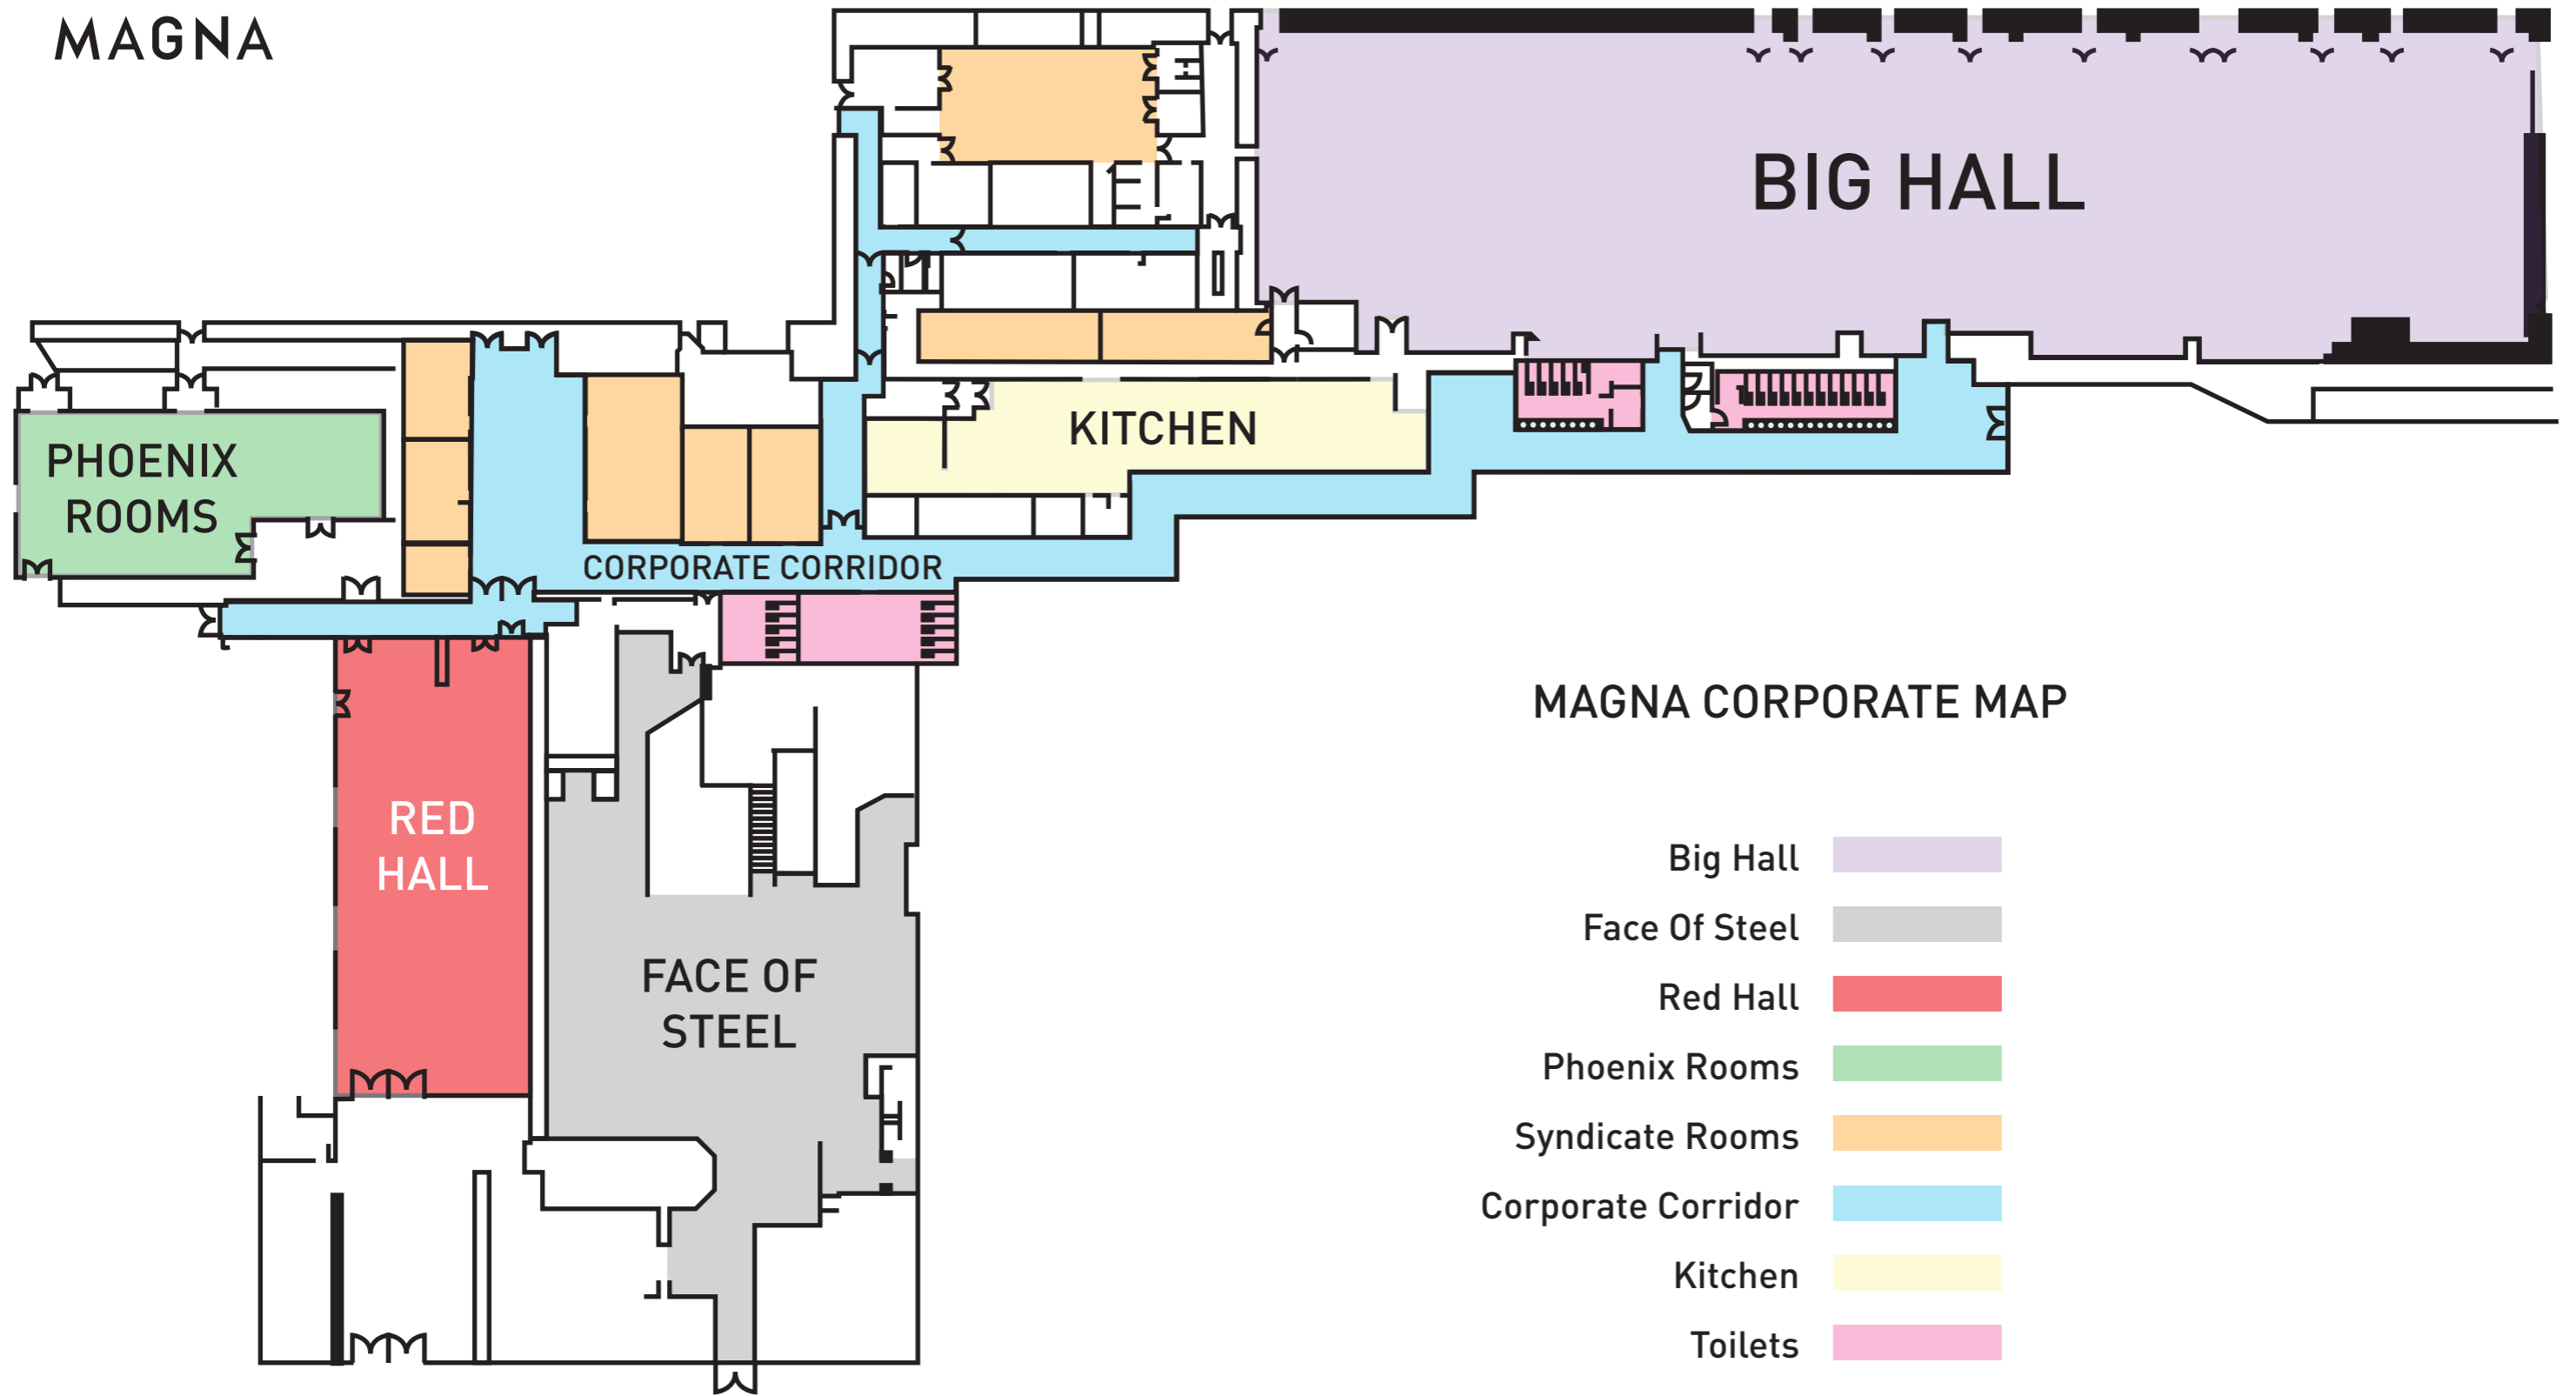 MAGNA
BIG HALL
KITCHEN
PHOENIX
ROOMS
CORPORATE CORRIDOR
RED
HALL
FACE OF
STEEL
MAGNA CORPORATE MAP
Big Hall
Face Of Steel
Red Hall
Phoenix Rooms
Syndicate Rooms
Corporate Corridor
Kitchen
Toilets